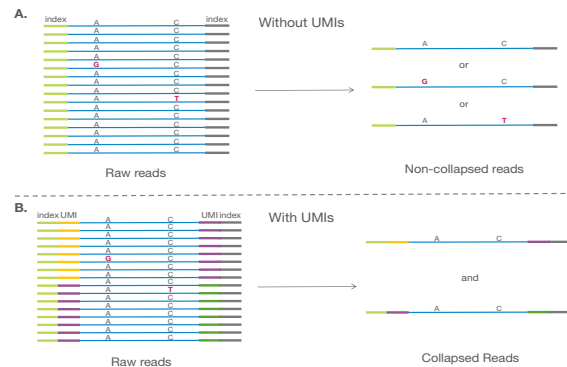 A.
index A C index
A C
A C
A C
A C
G C
A C
A C
A C
A T
A C
A C
A C
A C
A C
A C
Raw reads
Without UMIs
A C
or
G C
or
A T
Non-collapsed reads
B.
index UMI A C UMI index
A C
A C
A C
A C
G C
A C
A C
A C
A T
A C
A C
A C
A C
A C
A C
Raw reads
With UMIs
A C
and
A C
Collapsed Reads